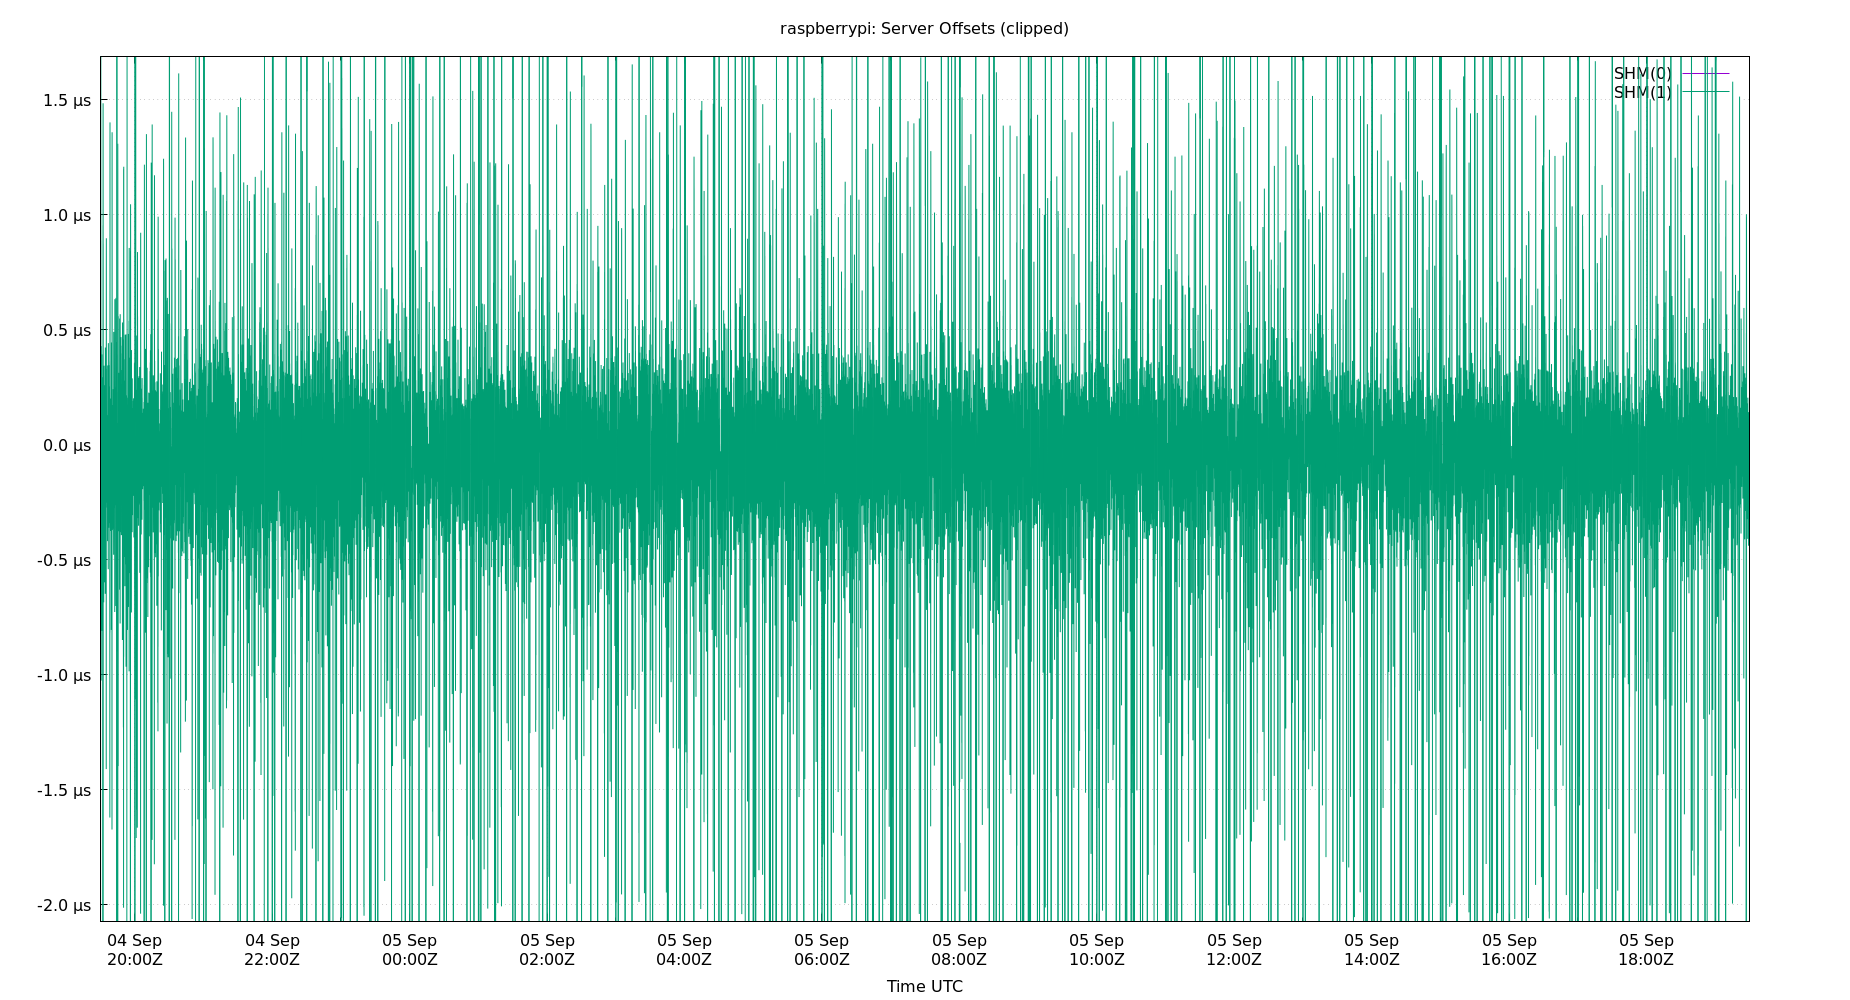 raspberrypi: Server Offsets (clipped)
SHM(0)
SHM(1)
1.5 µs
1.0 µs
0.5 µs
0.0 µs
-0.5 µs
-1.0 µs
-1.5 µs
-2.0 µs
04 Sep 04 Sep 05 Sep 05 Sep 05 Sep 05 Sep 05 Sep 05 Sep 05 Sep 05 Sep 05 Sep 05 Sep
20:00Z 22:00Z 00:00Z 02:00Z 04:00Z 06:00Z 08:00Z 10:00Z 12:00Z 14:00Z 16:00Z 18:00Z
Time UTC